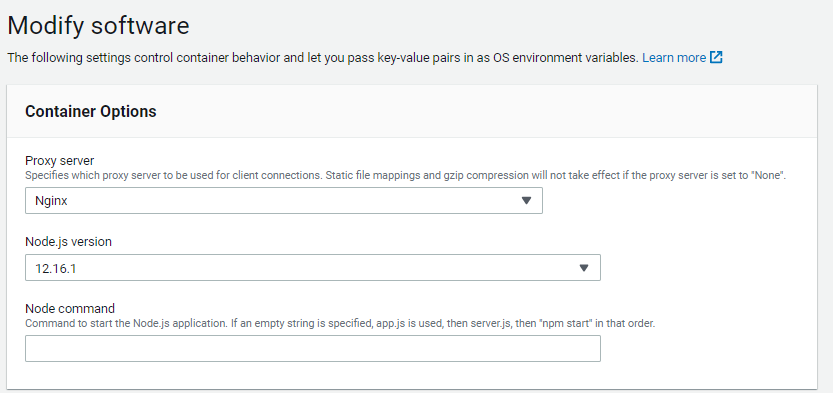 Modify software
The following settings control container behavior and let you pass key-value pairs in as OS environment variables. Learn more
Container Options
Proxy server
Specifies which proxy server to be used for client connections. Static file mappings and gzip compression will not take effect if the proxy server is set to "None".
Nginx
Node.js version
12.16.1
Node command
Command to start the Node.js application. If an empty string is specified, app.js is used, then server.js, then "npm start" in that order.